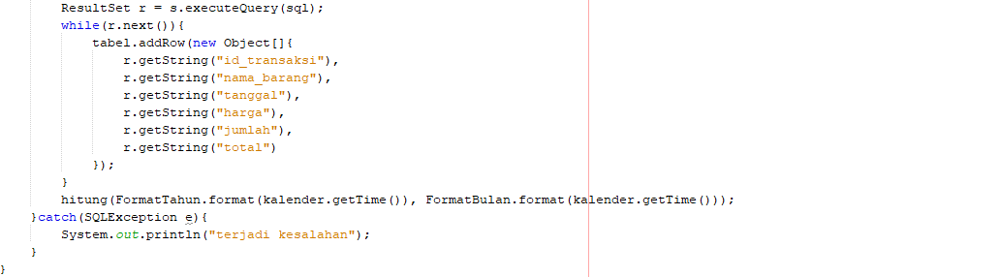 ResultSet r = s.executeQuery(sql);
while(r.next()){
tabel.addRow(new Object[]{
r.getString("id_transaksi"),
r.getString("nama_barang"),
r.getString("tanggal"),
r.getString("harga"),
r.getString("jumlah"),
r.getString("total")
});
}
hitung(FormatTahun.format(kalender.getTime()), FormatBulan.format(kalender.getTime()));
}catch(SQLException e){
System.out.println("terjadi kesalahan");
}
}